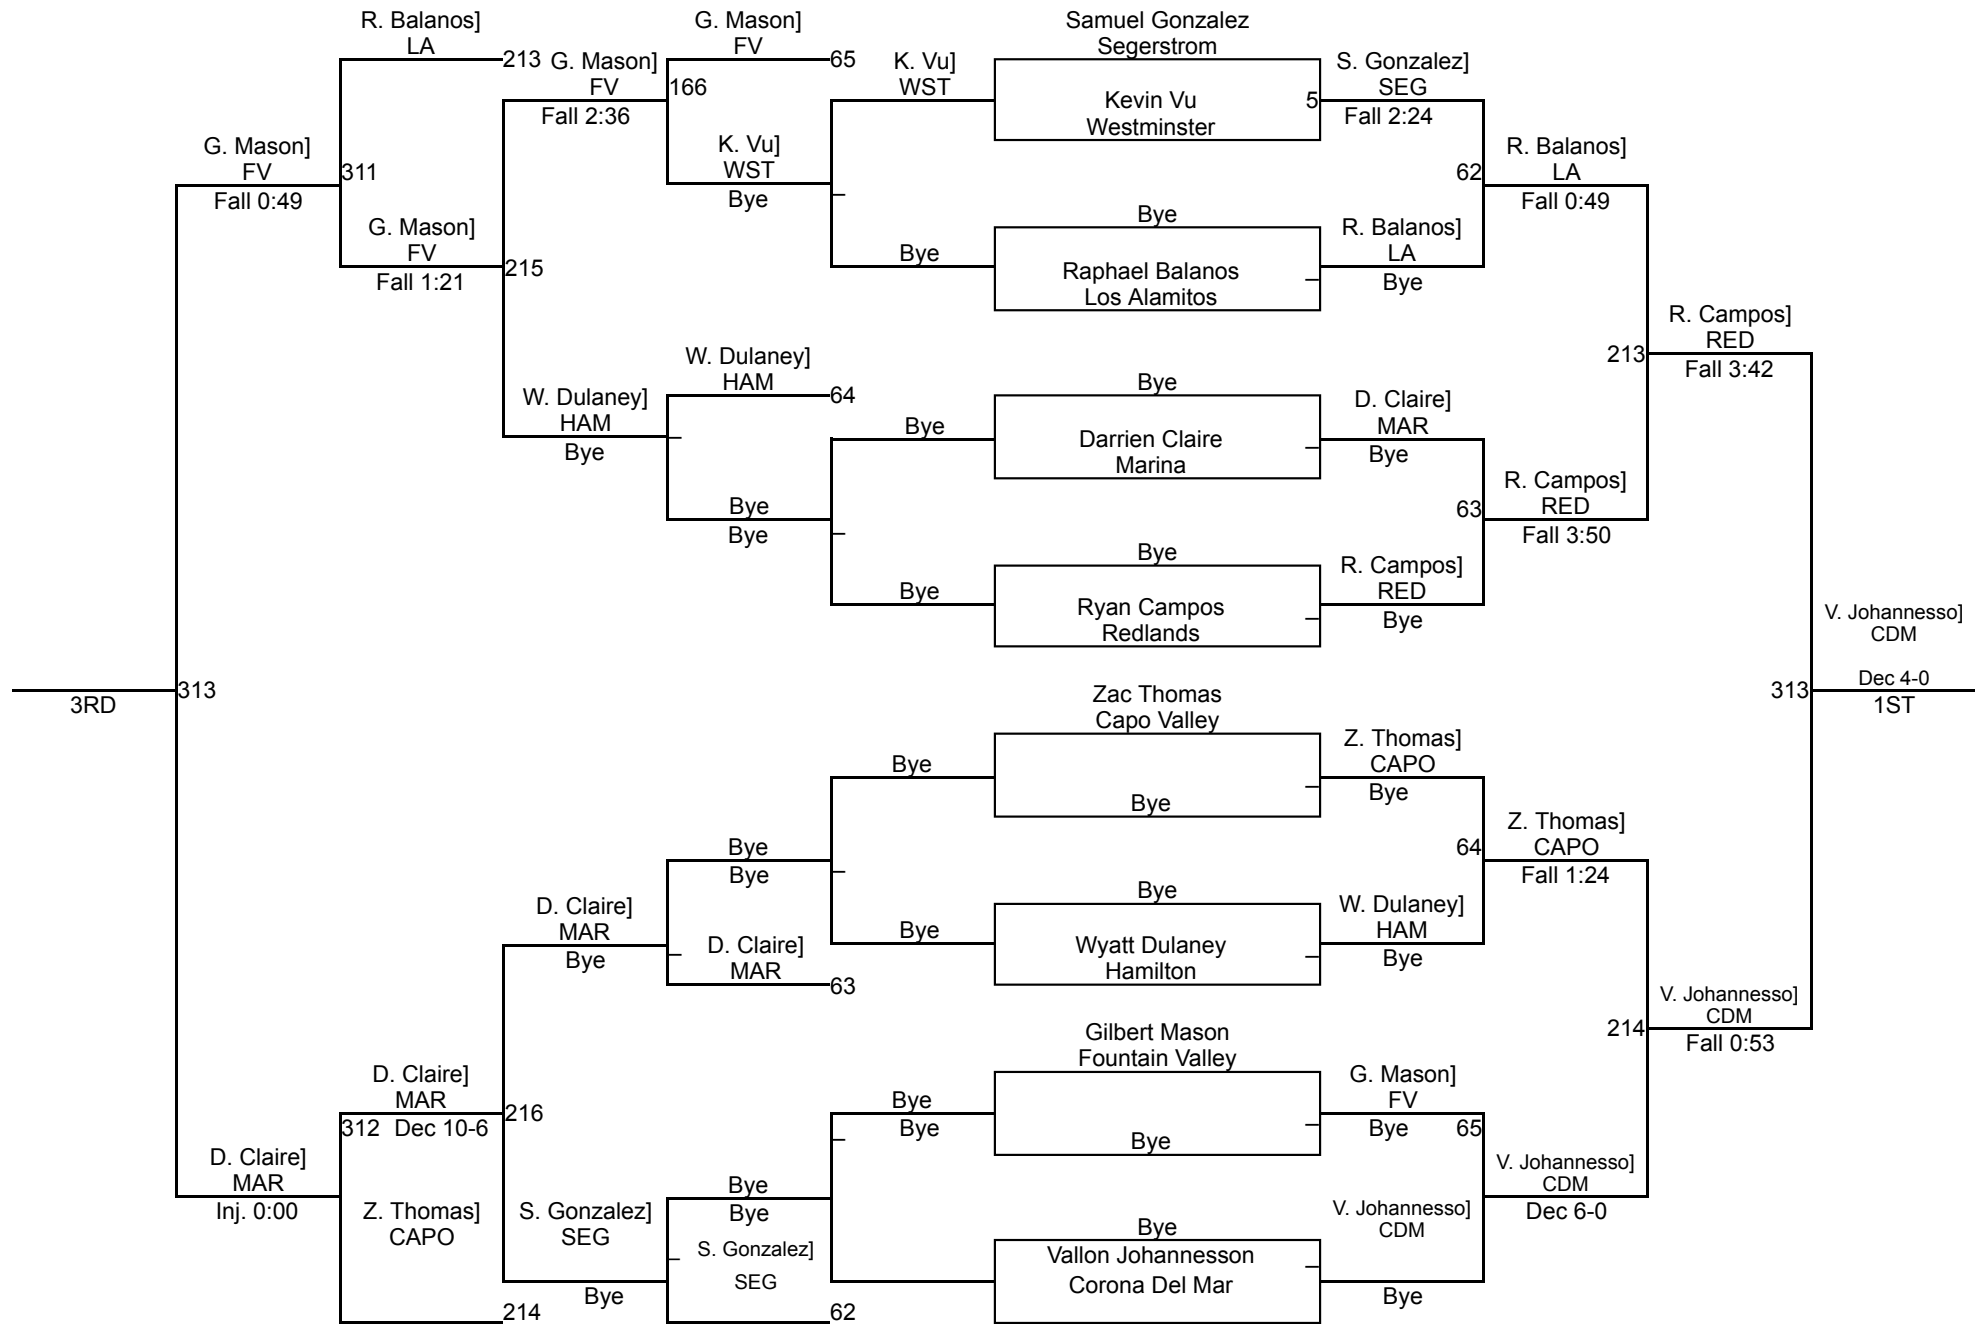 R. Balanos]
LA
213
G. Mason]
FV
Fall 2:36
166
G. Mason]
FV
65
K. Vu]
WST
Bye
K. Vu]
WST
Bye
G. Mason]
FV
Fall 0:49
311
G. Mason]
FV
Fall 1:21
215
W. Dulaney]
HAM
Bye
W. Dulaney]
HAM
64
Bye
Bye
Bye
Bye
Samuel Gonzalez
Segerstrom
Kevin Vu
Westminster
5
S. Gonzalez]
SEG
Fall 2:24
62
Bye
Raphael Balanos
Los Alamitos
R. Balanos]
LA
Bye
R. Balanos]
LA
Fall 0:49
213
Bye
Darrien Claire
Marina
D. Claire]
MAR
Bye
63
Bye
Ryan Campos
Redlands
R. Campos]
RED
Bye
R. Campos]
RED
Fall 3:50
R. Campos]
RED
Fall 3:42
3RD
313
313
V. Johannesso]
CDM
Dec 4-0
1ST
Zac Thomas
Capo Valley
Bye
Z. Thomas]
CAPO
Bye
64
Bye
Wyatt Dulaney
Hamilton
W. Dulaney]
HAM
Bye
Z. Thomas]
CAPO
Fall 1:24
214
V. Johannesso]
CDM
Fall 0:53
Gilbert Mason
Fountain Valley
Bye
G. Mason]
FV
Bye
65
Bye
Vallon Johannesson
Corona Del Mar
V. Johannesso]
CDM
Bye
V. Johannesso]
CDM
Dec 6-0
Bye
Bye
Bye
Bye
D. Claire]
MAR
63
D. Claire]
MAR
Bye
D. Claire]
MAR
312
Dec 10-6
216
D. Claire]
MAR
Inj. 0:00
Z. Thomas]
CAPO
214
S. Gonzalez]
SEG
Bye
Bye
Bye
S. Gonzalez]
SEG
62
Bye
Bye